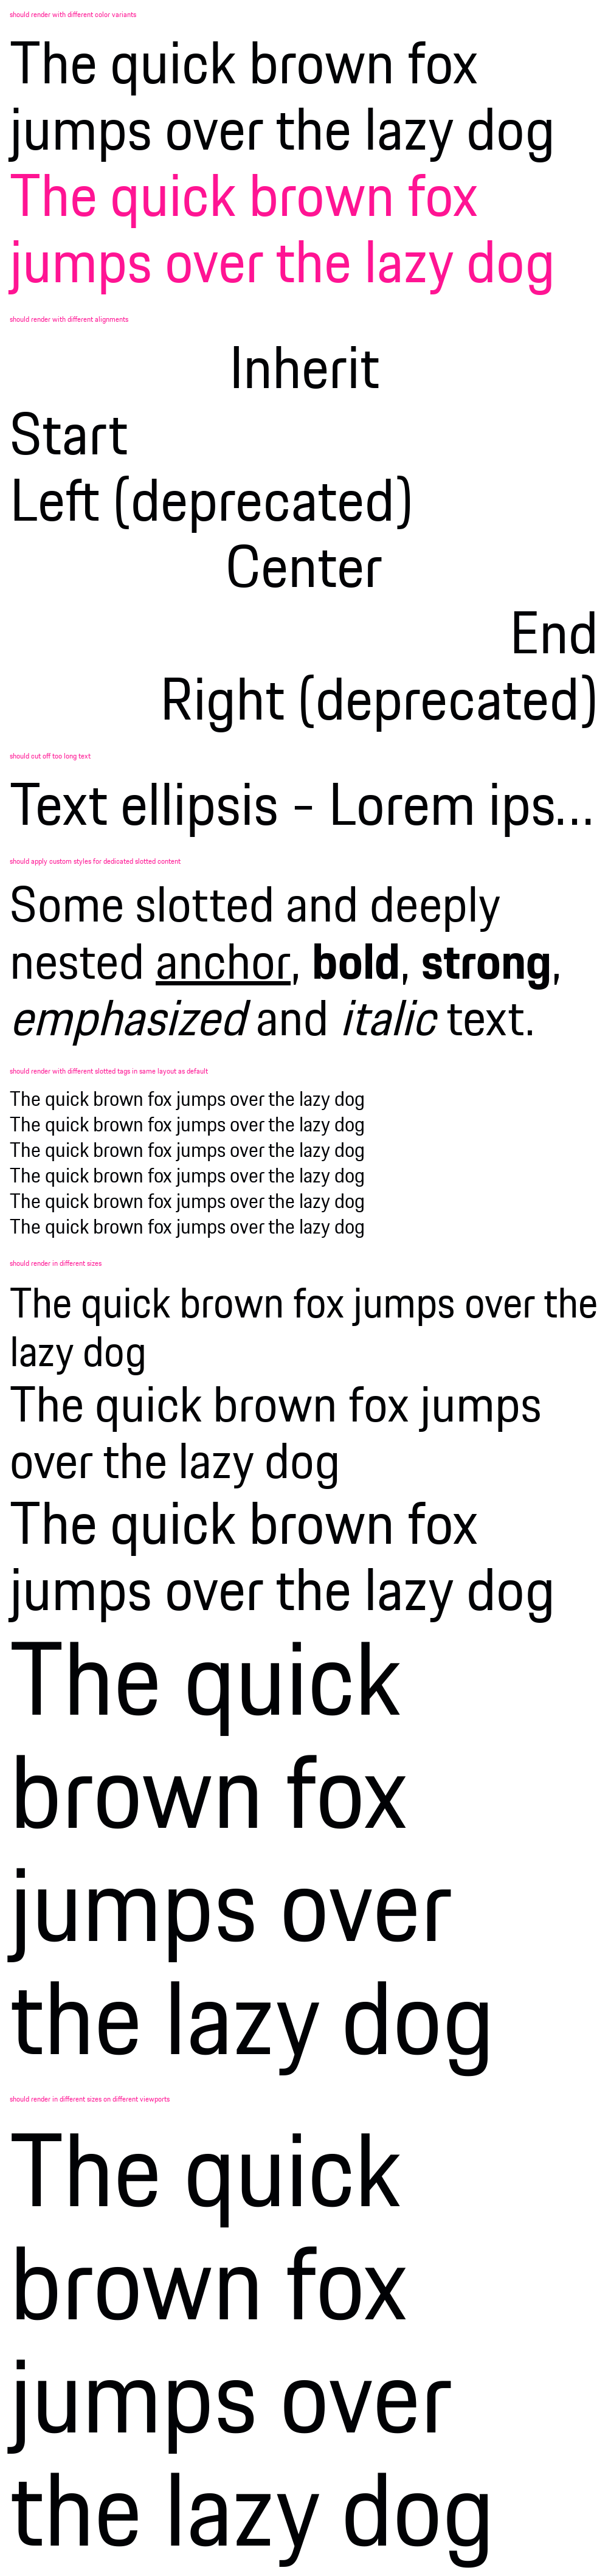 should render with different color variants
The quick brown fox
jumps over the lazy dog
The quick brown fox
jumps over the lazy dog
should render with different alignments
Inherit
Start
Left (deprecated)
Center
End
Right (deprecated)
should cut off too long text
Text ellipsis - Lorem ips...
should apply custom styles for dedicated slotted content
Some slotted and deeply
nested anchor, bold, strong,
emphasized and italic text.
should render with different slotted tags in same layout as default
The quick brown fox jumps over the lazy dog
The quick brown fox jumps over the lazy dog
The quick brown fox jumps over the lazy dog
The quick brown fox jumps over the lazy dog
The quick brown fox jumps over the lazy dog
The quick brown fox jumps over the lazy dog
should render in different sizes
The quick brown fox jumps over the
lazy dog
The quick brown fox jumps
over the lazy dog
The quick brown fox
jumps over the lazy dog
The quick
brown fox
jumps over
the lazy dog
should render in different sizes on different viewports
The quick
brown fox
jumps over
the lazy dog